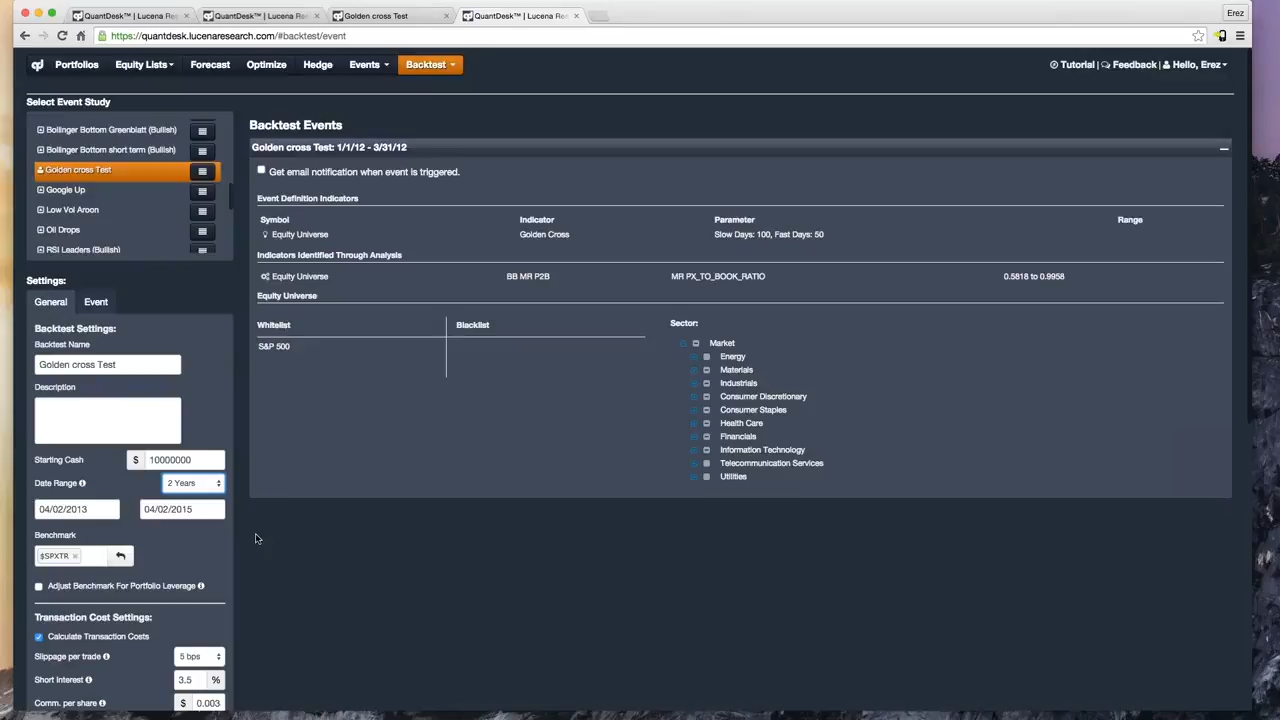 QuantDesk™ | Lucena Re
QuantDesk™ | Lucena Re
Golden cross Test
QuantDesk™ | Lucena Re
Erez
https://quantdesk.lucenaresearch.com/#backtest/event
Portfolios
Equity Lists
Forecast
Optimize
Hedge
Events
Backtest
Tutorial | Feedback | Hello, Erez
Select Event Study
Bollinger Bottom Greenblatt (Bullish)
Bollinger Bottom short term (Bullish)
Golden cross Test
Google Up
Low Vol Aroon
Oil Drops
RSI Leaders (Bullish)
Settings:
General
Event
Backtest Settings:
Backtest Name
Golden cross Test
Description
Starting Cash
$ 10000000
Date Range
2 Years
04/02/2013
04/02/2015
Benchmark
$SPXTR
Adjust Benchmark For Portfolio Leverage
Transaction Cost Settings:
Calculate Transaction Costs
Slippage per trade
5 bps
Short Interest
3.5 %
Comm. per share
$ 0.003
Backtest Events
Golden cross Test: 1/1/12 - 3/31/12
Get email notification when event is triggered.
Event Definition Indicators
Symbol Indicator Parameter Range
Equity Universe Golden Cross Slow Days: 100, Fast Days: 50
Indicators Identified Through Analysis
Equity Universe BB MR P2B MR PX_TO_BOOK_RATIO 0.5818 to 0.9958
Equity Universe
Whitelist
Blacklist
S&P 500
Sector:
Market
Energy
Materials
Industrials
Consumer Discretionary
Consumer Staples
Health Care
Financials
Information Technology
Telecommunication Services
Utilities